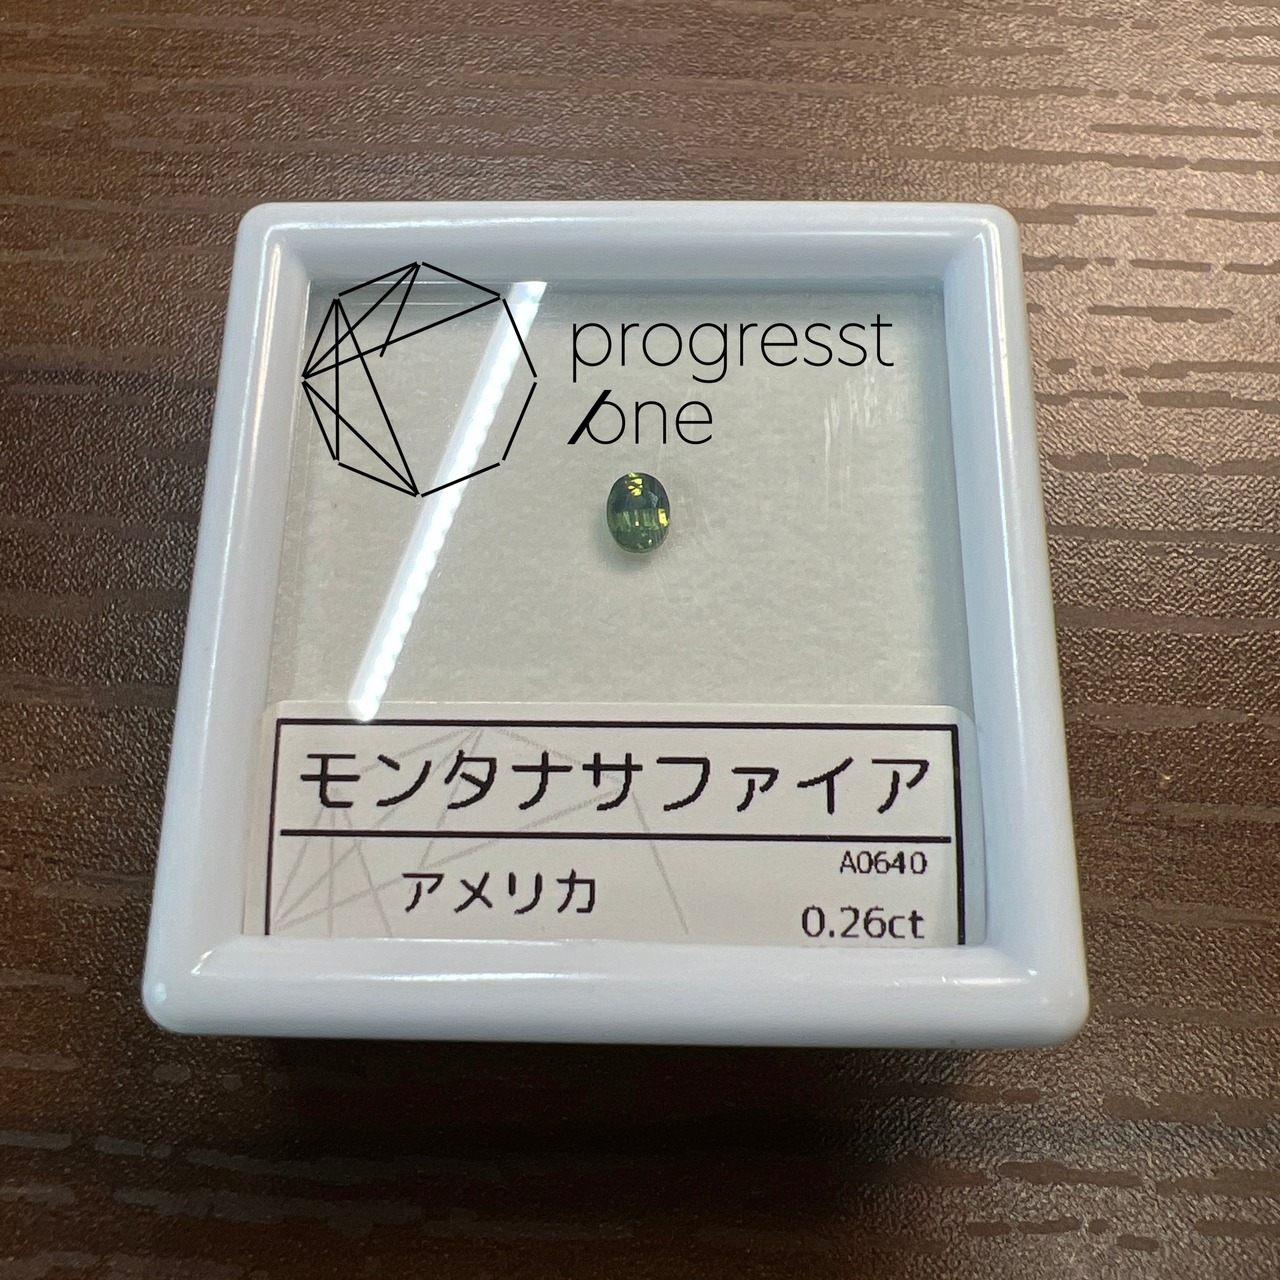 progresst
one
モンタナサファイア
A0640
アメリカ
0.26ct